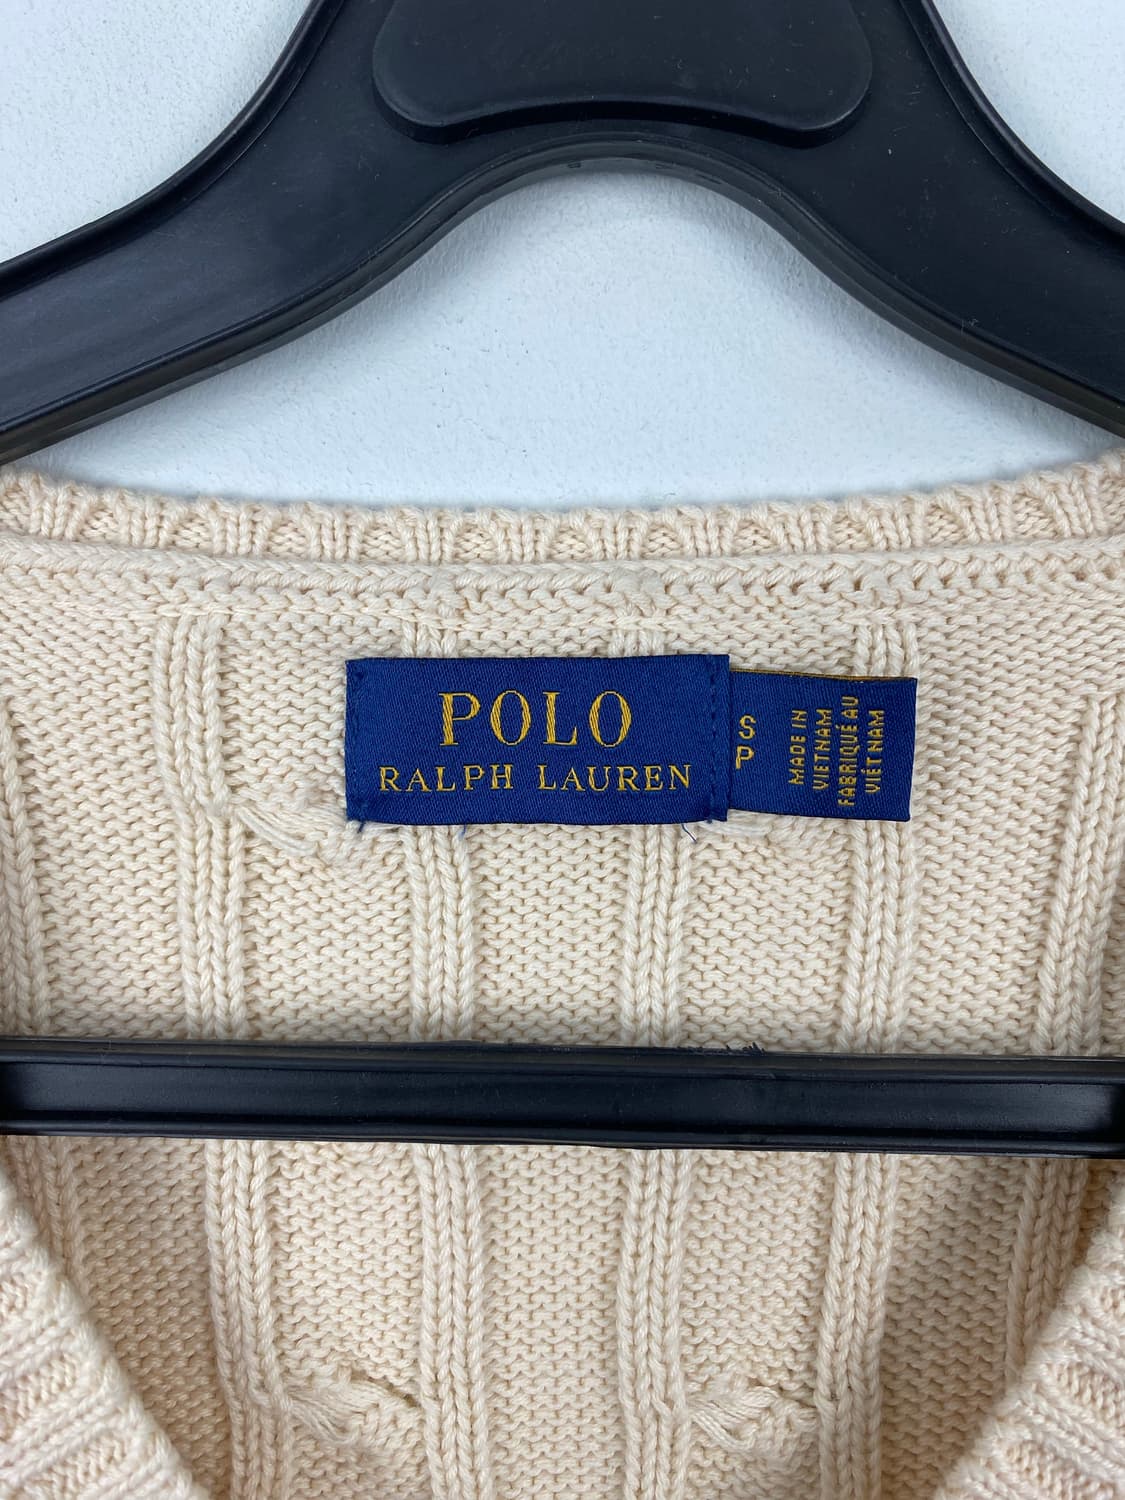 POLO
RALPH LAUREN
S
P
MADE IN
VIETNAM
FABRIQUÉ AU
VIÊT NAM